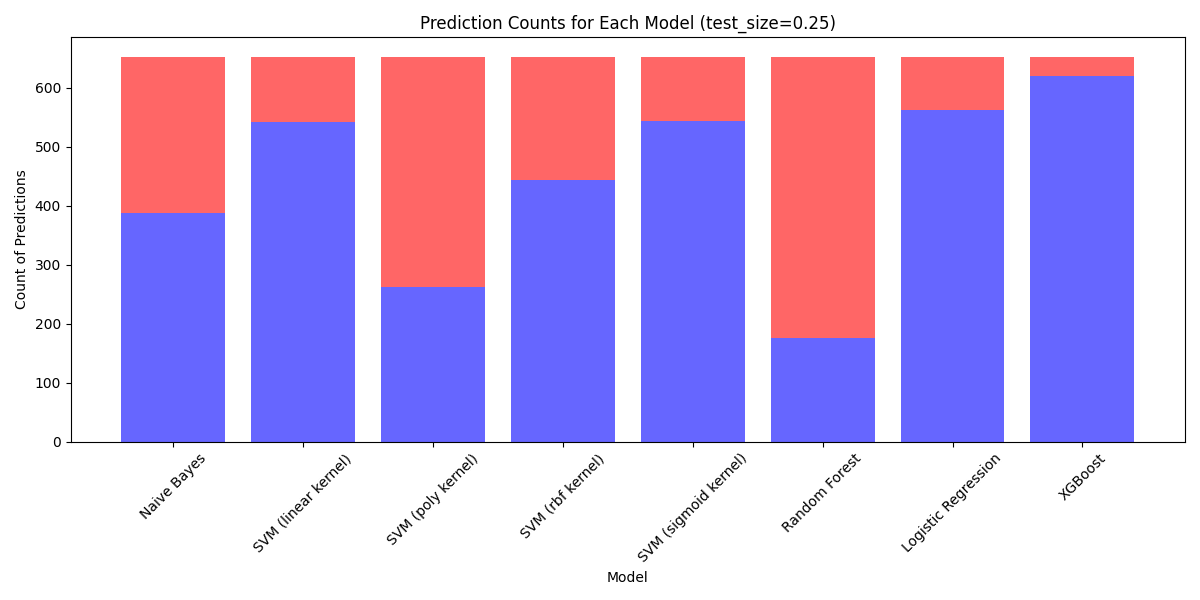 Prediction Counts for Each Model (test_size=0.25)
Count of Predictions
600
500
400
300
200
100
0
Naive Bayes
SVM (linear kernel)
SVM (poly kernel)
SVM (rbf kernel)
SVM (sigmoid kernel)
Random Forest
Logistic Regression
XGBoost
Model